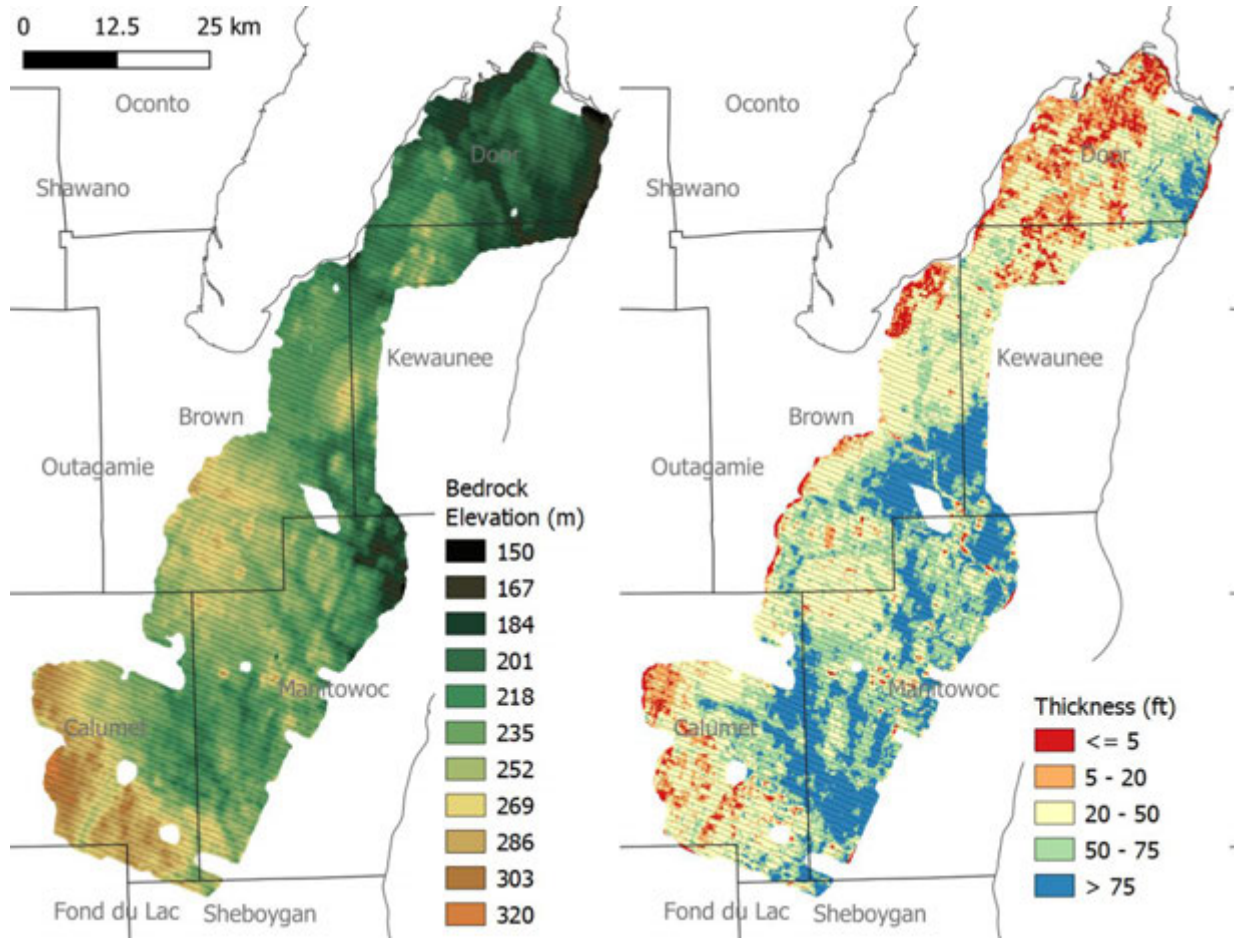 0 12.5 25 km
Oconto
Shawano
Door
Kewaunee
Brown
Outagamie
Manitowoc
Calumet
Fond du Lac
Sheboygan
Bedrock
Elevation (m)
150
167
184
201
218
235
252
269
286
303
320
Oconto
Shawano
Door
Kewaunee
Brown
Outagamie
Manitowoc
Calumet
Fond du Lac
Sheboygan
Thickness (ft)
<= 5
5 - 20
20 - 50
50 - 75
> 75